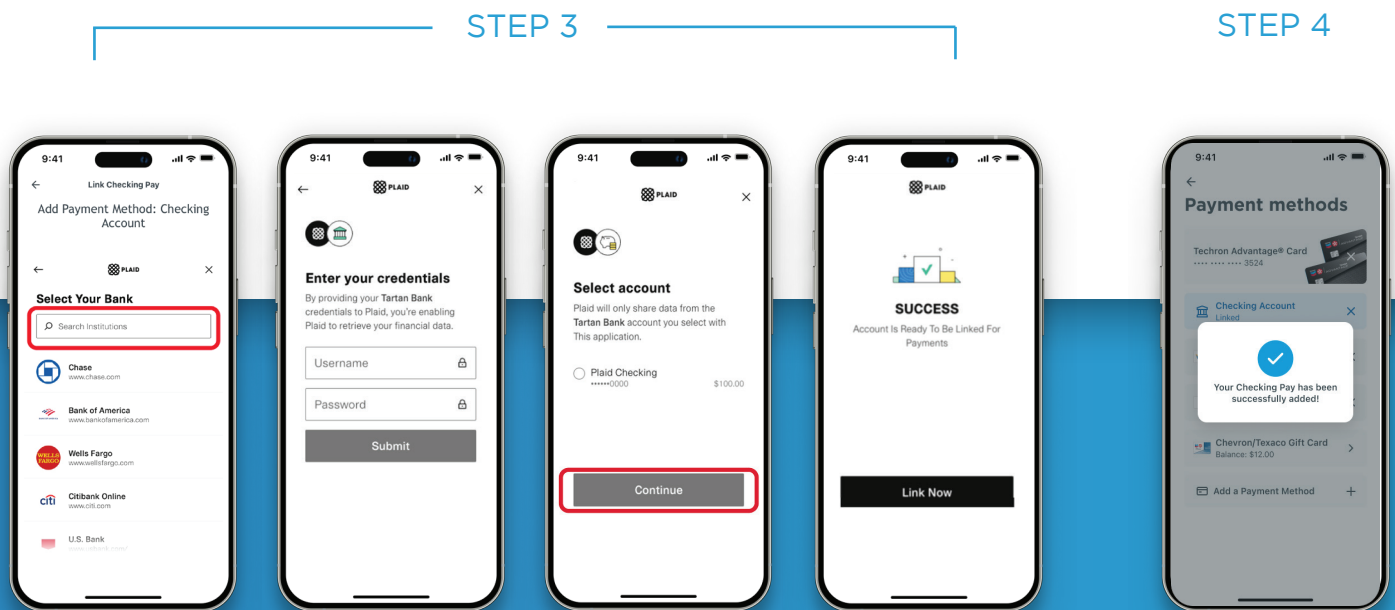 STEP 3
STEP 4
9:41
Link Checking Pay
Add Payment Method: Checking
Account
PLAID
Select Your Bank
Search Institutions
Chase
www.chase.com
Bank of America
www.bankofamerica.com
WELLS
FARGO
Wells Fargo
www.wellsfargo.com
citi
Citibank Online
www.citi.com
U.S. Bank
9:41
PLAID
Enter your credentials
By providing your Tartan Bank
credentials to Plaid, you're enabling
Plaid to retrieve your financial data.
Username
Password
Submit
9:41
PLAID
Select account
Plaid will only share data from the
Tartan Bank account you select with
This application.
Plaid Checking
••••••0000 $100.00
Continue
9:41
PLAID
SUCCESS
Account Is Ready To Be Linked For
Payments
Link Now
9:41
Payment methods
Techron Advantage® Card
•••• •••• •••• 3524
Checking Account
Linked
Your Checking Pay has been
successfully added!
Chevron/Texaco Gift Card
Balance: $12.00
Add a Payment Method